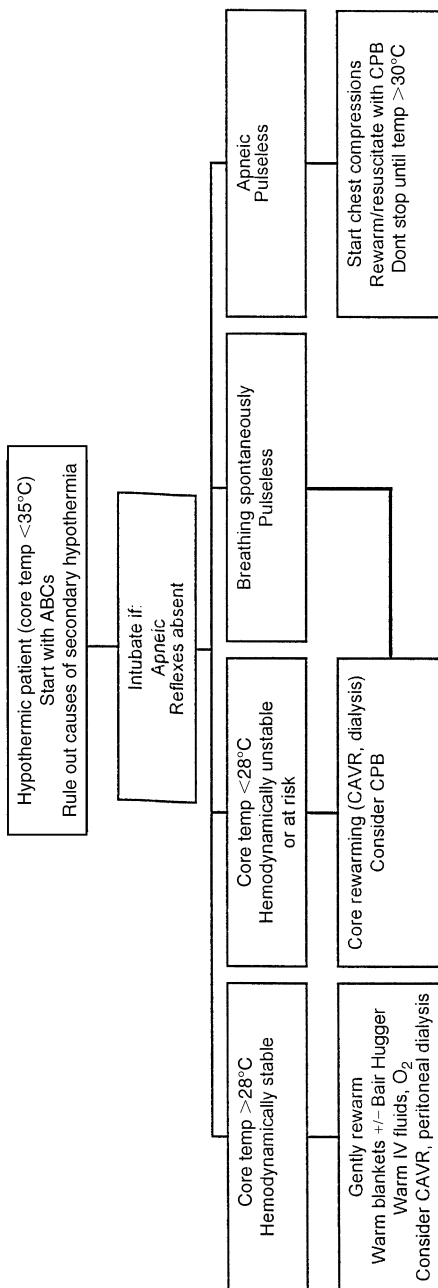 Hypothermic patient (core temp <35°C)
Start with ABCs
Rule out causes of secondary hypothermia
Intubate if:
Apneic
Reflexes absent
Core temp >28°C
Hemodynamically stable
Core temp <28°C
Hemodynamically unstable
or at risk
Breathing spontaneously
Pulseless
Apneic
Pulseless
Gently rewarm
Warm blankets +/− Bair Hugger
Warm IV fluids, O₂
Consider CAVR, peritoneal dialysis
Core rewarming (CAVR, dialysis)
Consider CPB
Start chest compressions
Rewarm/resuscitate with CPB
Dont stop until temp >30°C